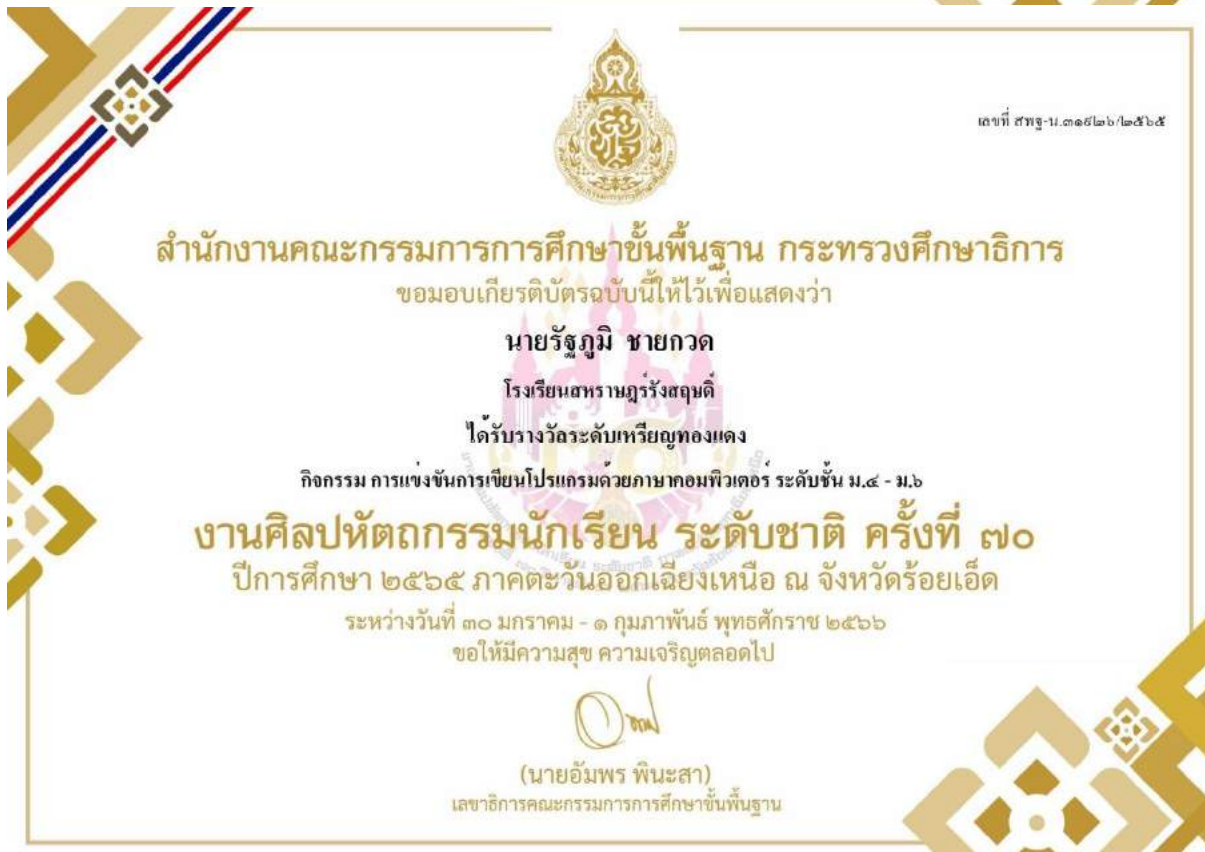 เลขที่ สพฐ-น.๓๑๙๒๖/๒๕๖๕
สำนักงานคณะกรรมการการศึกษาขั้นพื้นฐาน กระทรวงศึกษาธิการ
ขอมอบเกียรติบัตรฉบับนี้ให้ไว้เพื่อแสดงว่า
นายรัฐภูมิ ชายกวด
โรงเรียนสหราษฎร์รังสฤษดิ์
ได้รับรางวัลระดับเหรียญทองแดง
กิจกรรม การแข่งขันการเขียนโปรแกรมด้วยภาษาคอมพิวเตอร์ ระดับชั้น ม.๔ - ม.๖
งานศิลปหัตถกรรมนักเรียน ระดับชาติ ครั้งที่ ๗๐
ปีการศึกษา ๒๕๖๕ ภาคตะวันออกเฉียงเหนือ ณ จังหวัดร้อยเอ็ด
ระหว่างวันที่ ๓๐ มกราคม - ๑ กุมภาพันธ์ พุทธศักราช ๒๕๖๖
ขอให้มีความสุข ความเจริญตลอดไป
(นายอัมพร พินะสา)
เลขาธิการคณะกรรมการการศึกษาขั้นพื้นฐาน